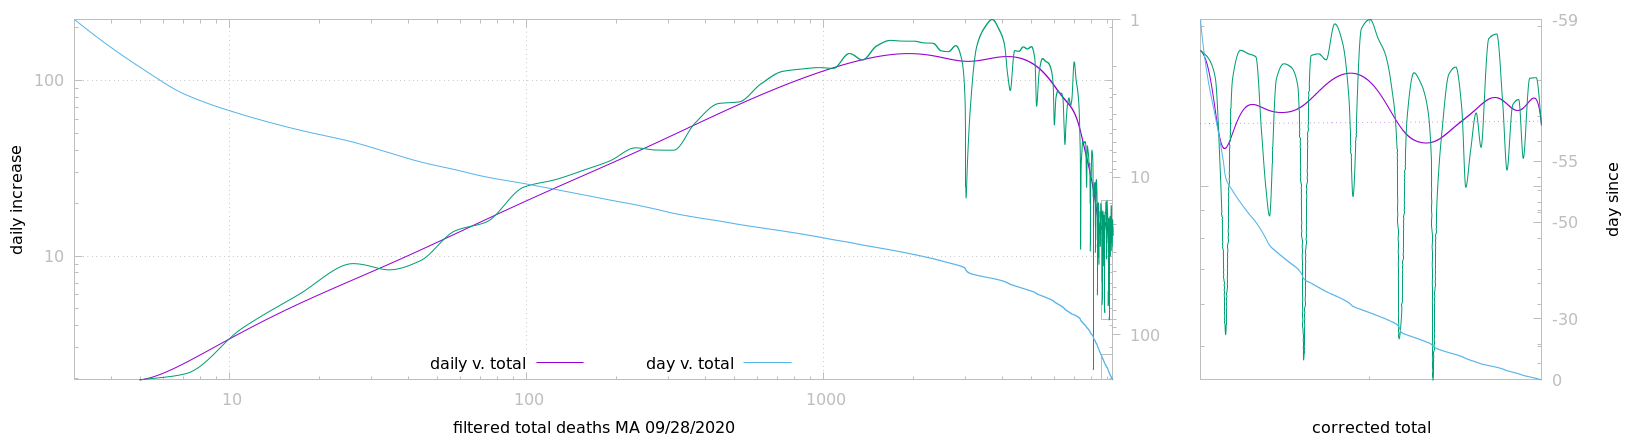 1
-59
100
daily increase
10
-55
day since
-50
10
-30
100
daily v. total
day v. total
0
10
100
1000
filtered total deaths MA 09/28/2020
corrected total